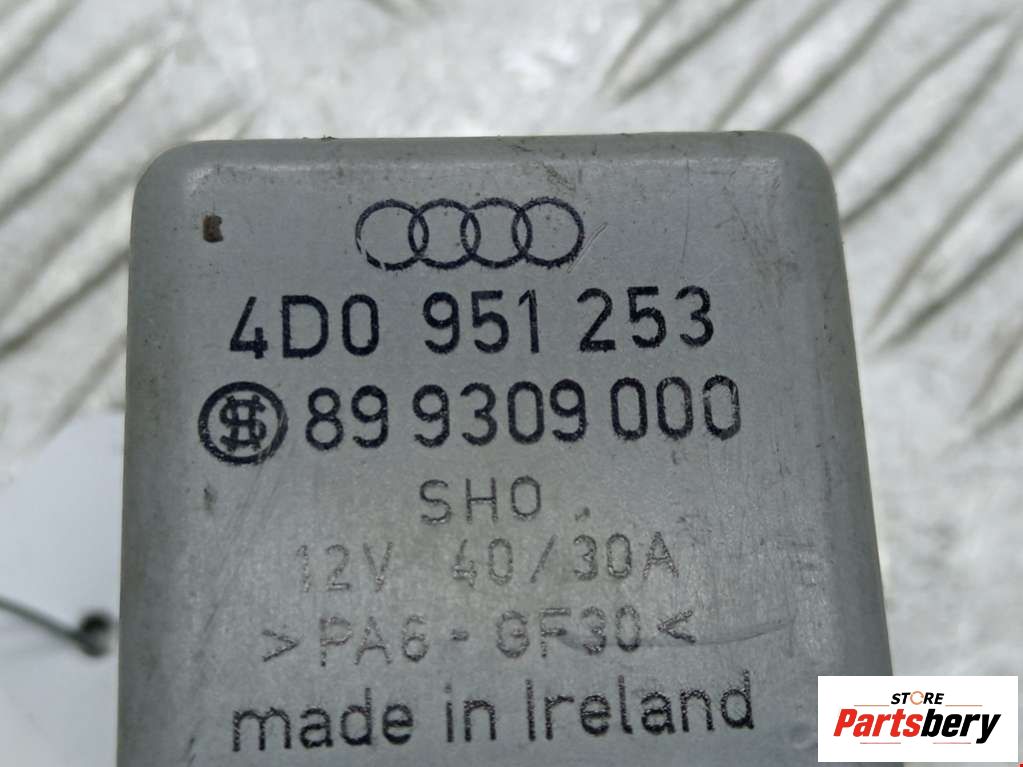 4D0 951 253
89 9309 000
SHO
12V 40/30A
>PA6-GF30<
made in Ireland
STORE
Partsbery